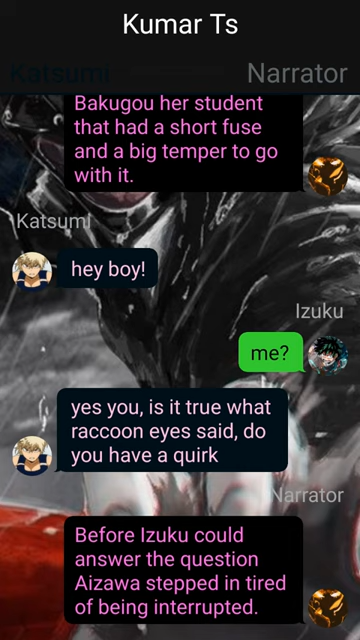 Kumar Ts
Katsumi
Narrator
Bakugou her student
that had a short fuse
and a big temper to go
with it.
Katsumi
hey boy!
Izuku
me?
yes you, is it true what
raccoon eyes said, do
you have a quirk
Narrator
Before Izuku could
answer the question
Aizawa stepped in tired
of being interrupted.